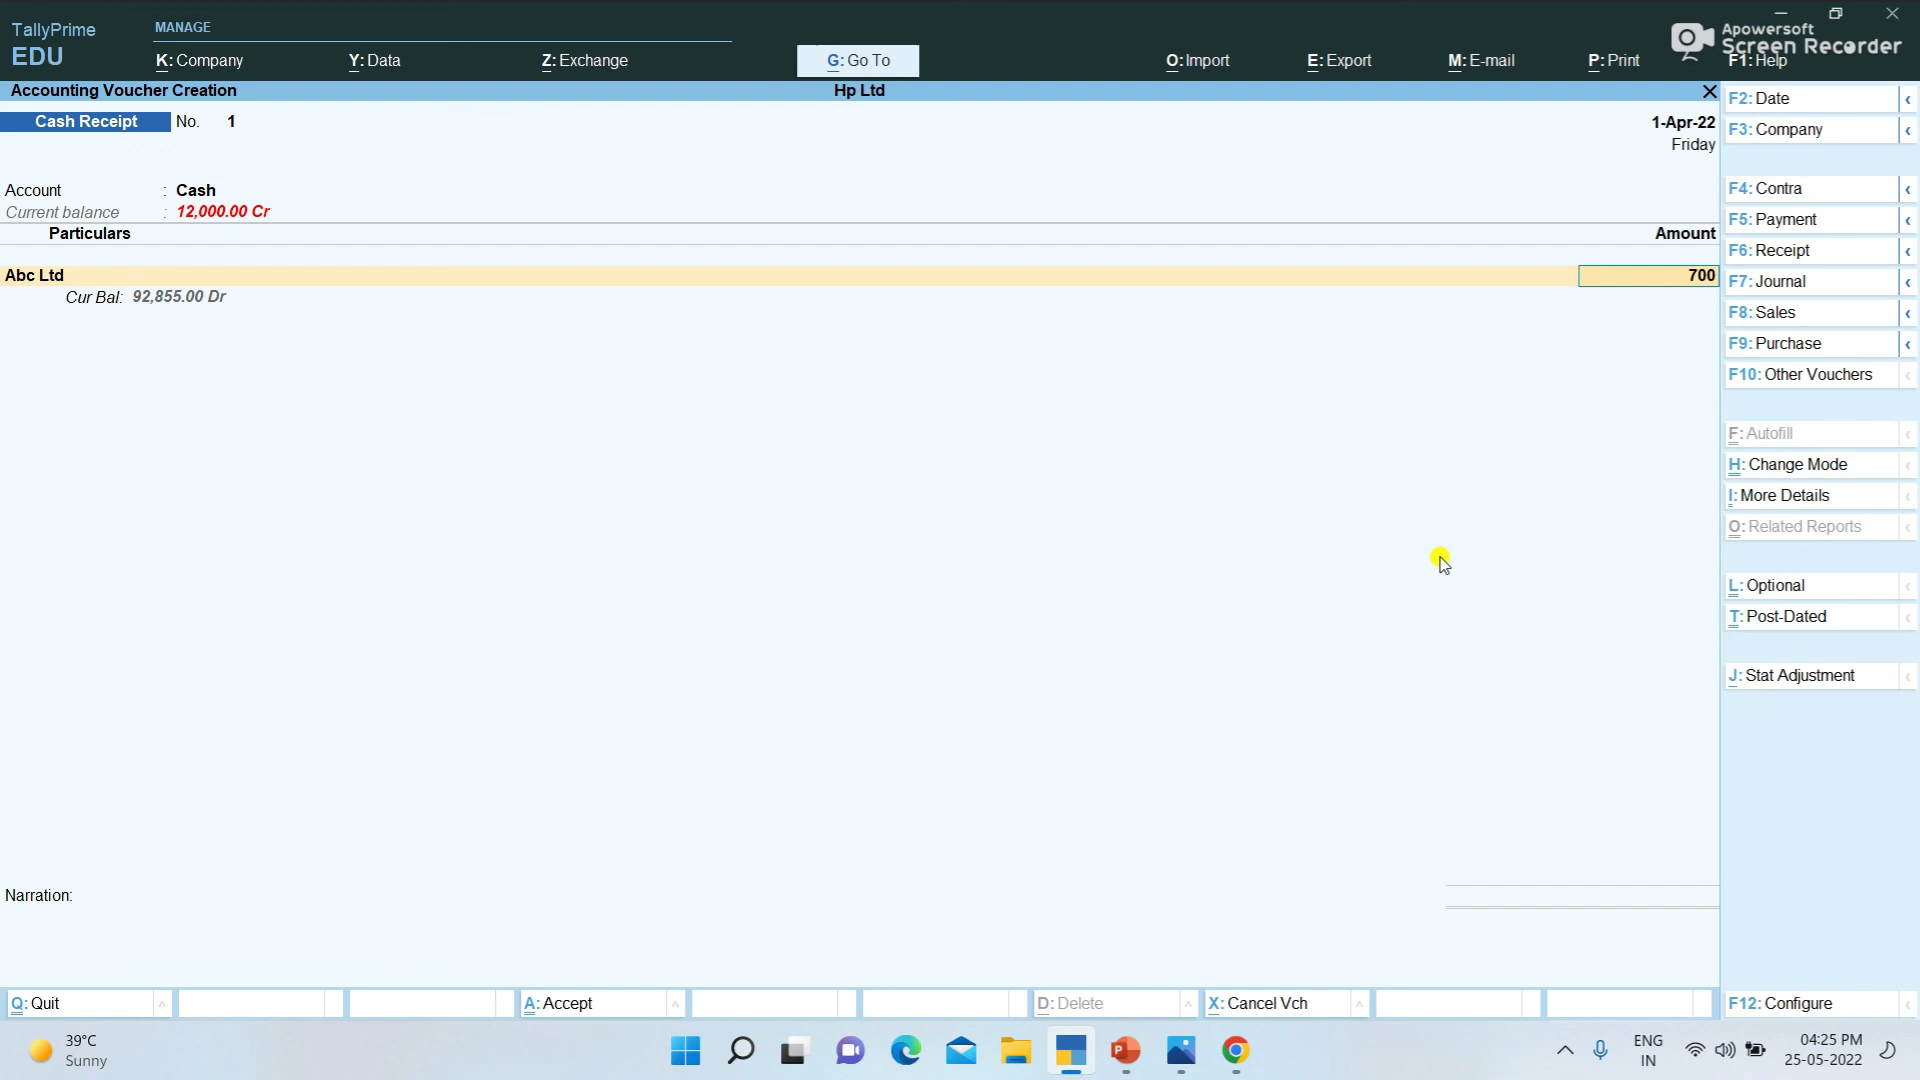 TallyPrime
EDU
MANAGE
K: Company
Y: Data
Z: Exchange
G: Go To
O: Import
E: Export
M: E-mail
P: Print
F1: Help
Apowersoft
Screen Recorder
Accounting Voucher Creation
Hp Ltd
Cash Receipt No. 1
1-Apr-22
Friday
Account : Cash
Current balance : 12,000.00 Cr
Particulars
Amount
Abc Ltd
700
Cur Bal: 92,855.00 Dr
Narration:
F2: Date
F3: Company
F4: Contra
F5: Payment
F6: Receipt
F7: Journal
F8: Sales
F9: Purchase
F10: Other Vouchers
F: Autofill
H: Change Mode
I: More Details
O: Related Reports
L: Optional
T: Post-Dated
J: Stat Adjustment
Q: Quit
A: Accept
D: Delete
X: Cancel Vch
F12: Configure
39°C
Sunny
ENG
IN
04:25 PM
25-05-2022